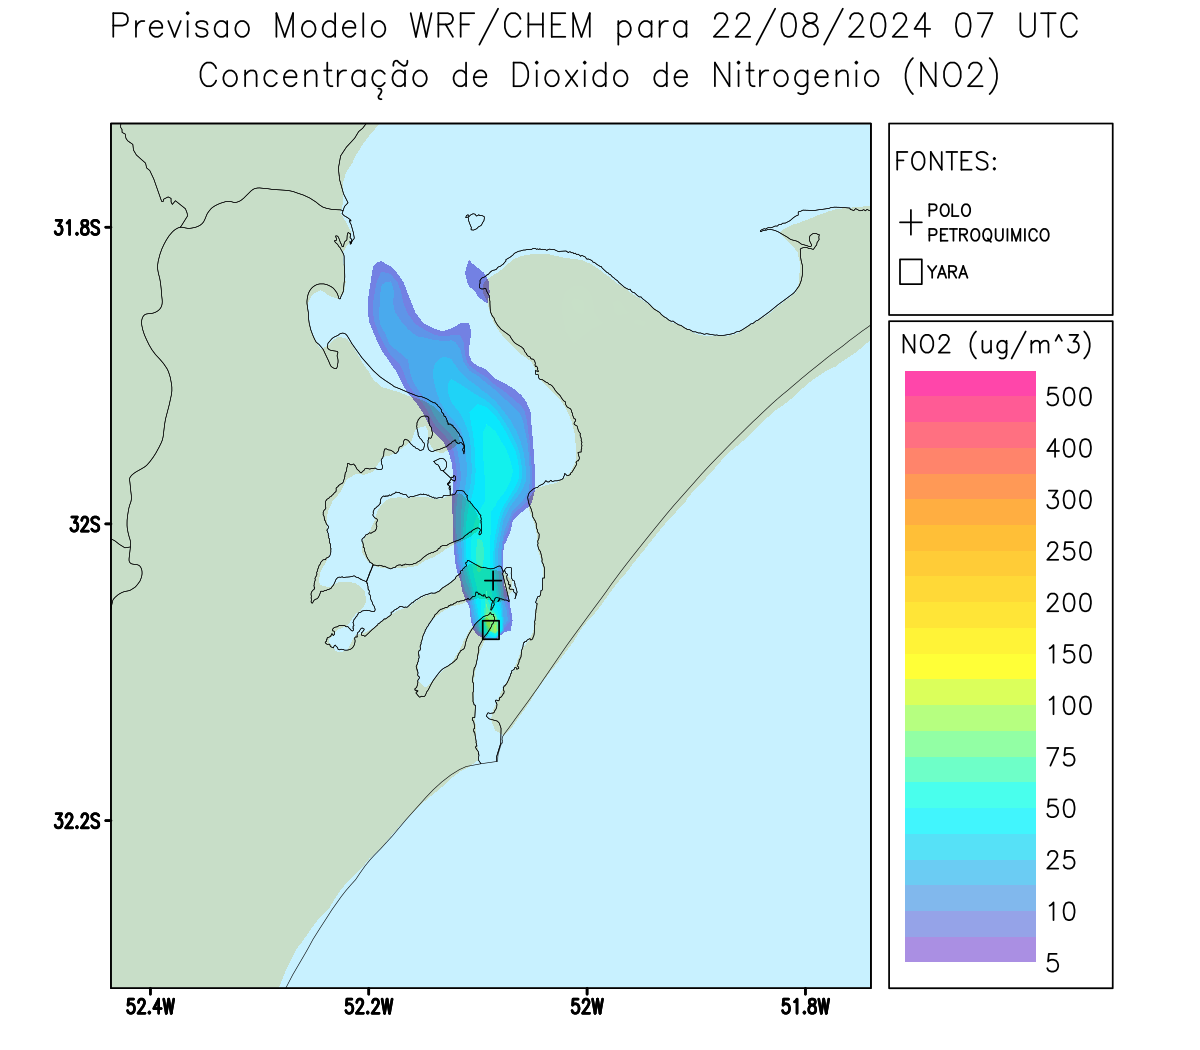 Previsao Modelo WRF/CHEM para 22/08/2024 07 UTC
Concentração de Dioxido de Nitrogenio (NO2)
FONTES:
POLO
PETROQUIMICO
YARA
31.8S
32S
32.2S
52.4W
52.2W
52W
51.8W
NO2 (ug/m^3)
500
400
300
250
200
150
100
75
50
25
10
5